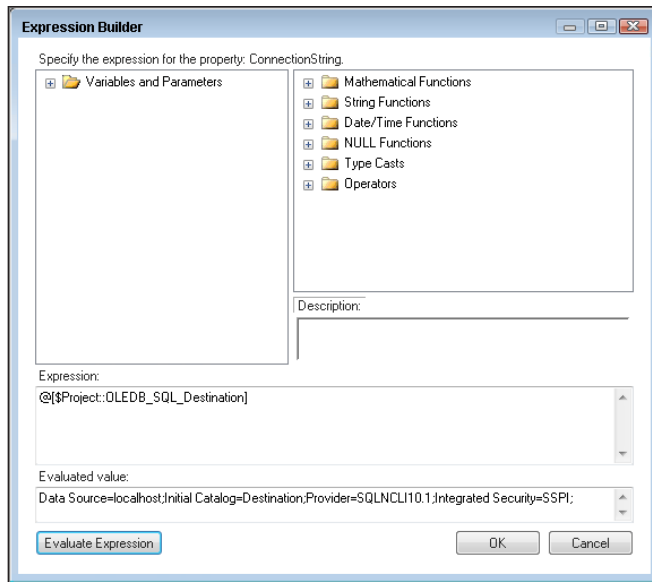 Expression Builder
Specify the expression for the property: ConnectionString.
Variables and Parameters
Mathematical Functions
String Functions
Date/Time Functions
NULL Functions
Type Casts
Operators
Description:
Expression:
@[$Project::OLEDB_SQL_Destination]
Evaluated value:
Data Source=localhost;Initial Catalog=Destination;Provider=SQLNCLI10.1;Integrated Security=SSPI;
Evaluate Expression
OK
Cancel